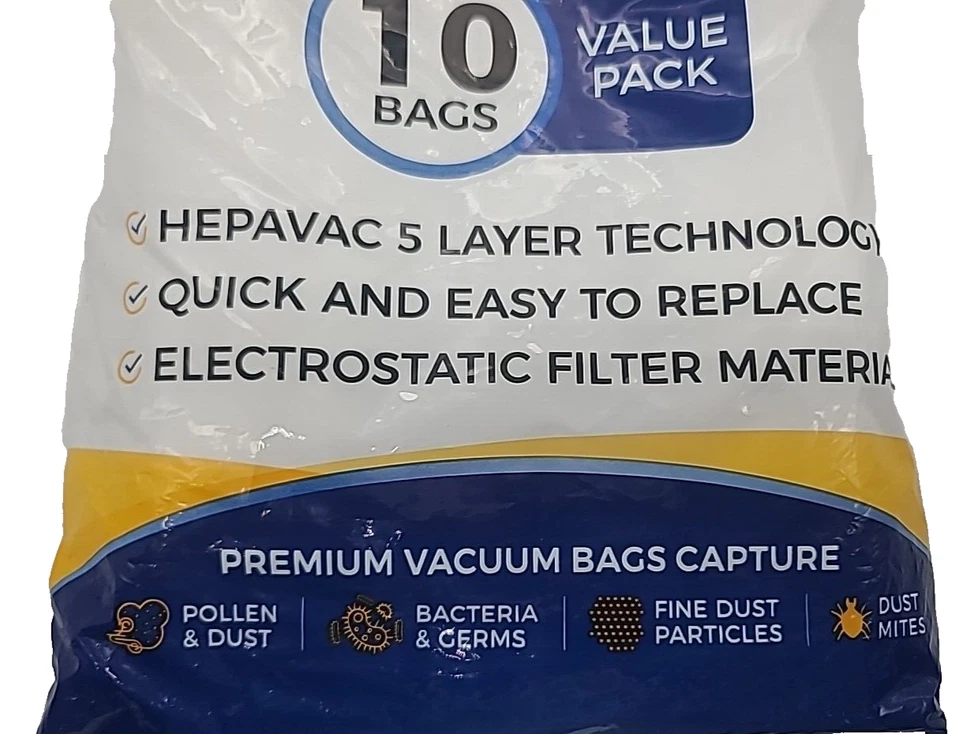 10
BAGS
VALUE
PACK
HEPAVAC 5 LAYER TECHNOLOGY
QUICK AND EASY TO REPLACE
ELECTROSTATIC FILTER MATERIA
PREMIUM VACUUM BAGS CAPTURE
POLLEN
& DUST
BACTERIA
& GERMS
FINE DUST
PARTICLES
DUST
MITES